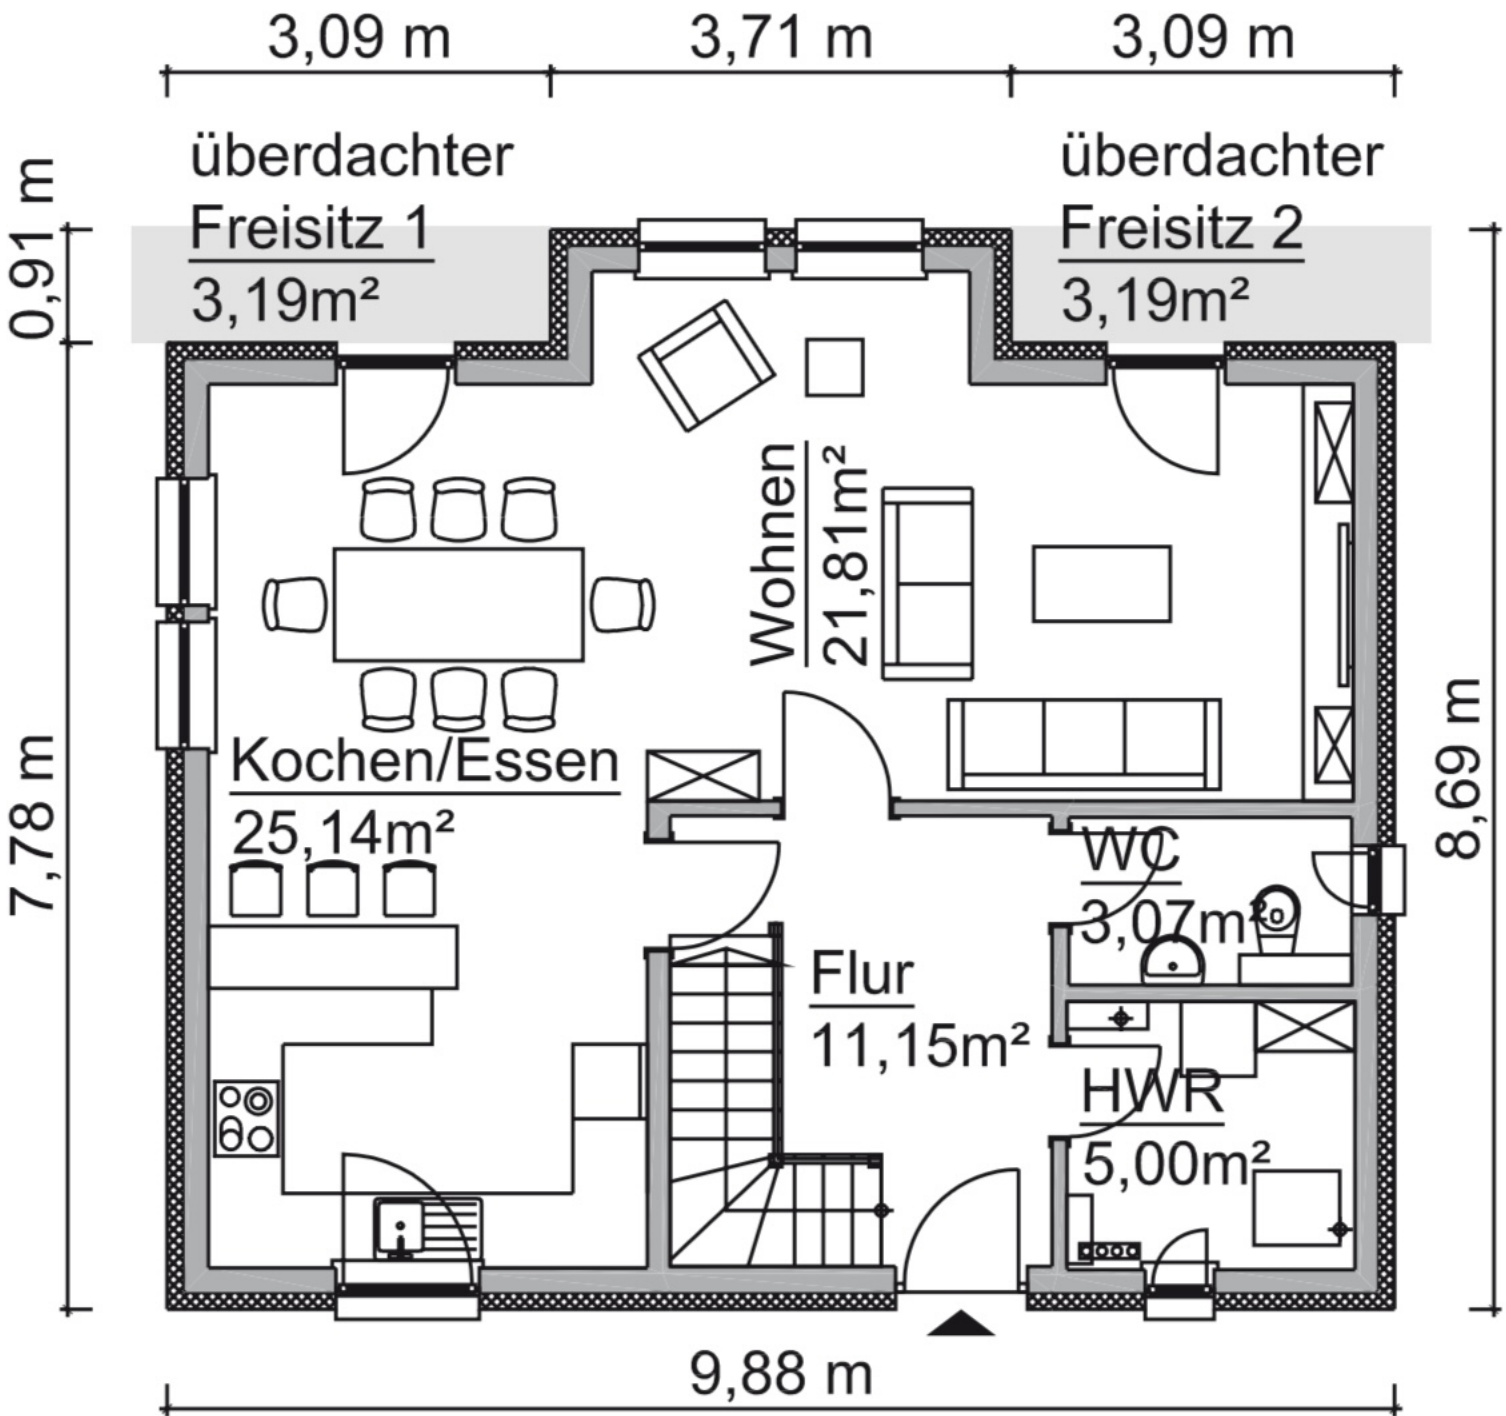 3,09 m
3,71 m
3,09 m
überdachter
Freisitz 1
3,19m²
überdachter
Freisitz 2
3,19m²
0,91 m
7,78 m
8,69 m
Wohnen
21,81m²
Kochen/Essen
25,14m²
WC
3,07m²
Flur
11,15m²
HWR
5,00m²
9,88 m